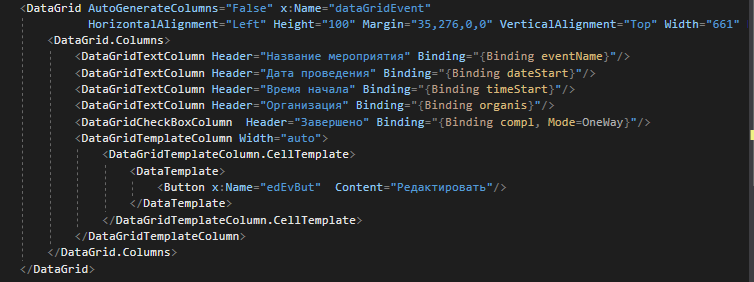 <DataGrid AutoGenerateColumns="False" x:Name="dataGridEvent"
HorizontalAlignment="Left" Height="100" Margin="35,276,0,0" VerticalAlignment="Top" Width="661"
<DataGrid.Columns>
<DataGridTextColumn Header="Название мероприятия" Binding="{Binding eventName}"/>
<DataGridTextColumn Header="Дата проведения" Binding="{Binding dateStart}"/>
<DataGridTextColumn Header="Время начала" Binding="{Binding timeStart}"/>
<DataGridTextColumn Header="Организация" Binding="{Binding organis}"/>
<DataGridCheckBoxColumn  Header="Завершено" Binding="{Binding compl, Mode=OneWay}"/>
<DataGridTemplateColumn Width="auto">
<DataGridTemplateColumn.CellTemplate>
<DataTemplate>
<Button x:Name="edEvBut"  Content="Редактировать"/>
</DataTemplate>
</DataGridTemplateColumn.CellTemplate>
</DataGridTemplateColumn>
</DataGrid.Columns>
</DataGrid>